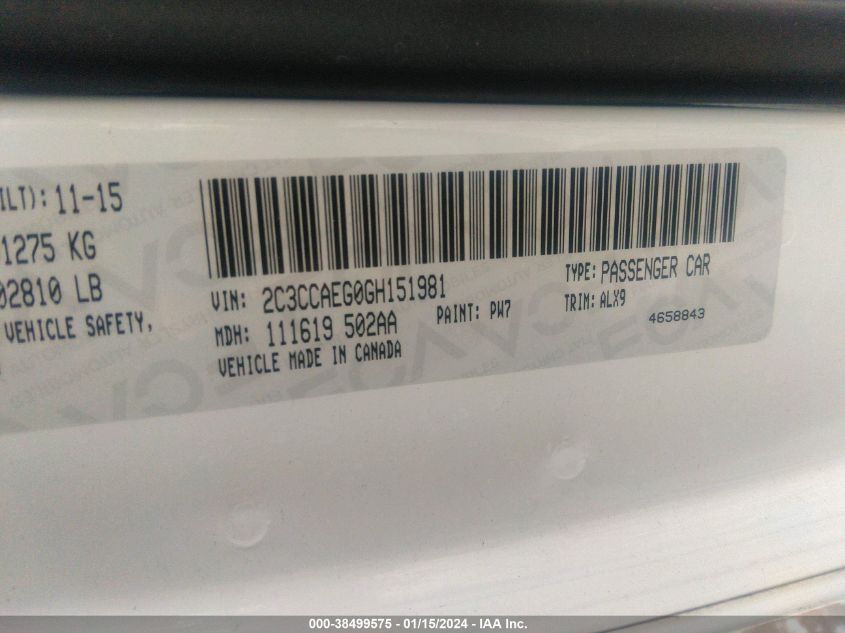 ILT): 11-15
1275 KG
02810 LB
VEHICLE SAFETY,
VIN: 2C3CCAEG0GH151981
TYPE: PASSENGER CAR
MDH: 111619 502AA
PAINT: PW7
TRIM: ALX9
4658843
VEHICLE MADE IN CANADA
000-38499575 - 01/15/2024 - IAA Inc.